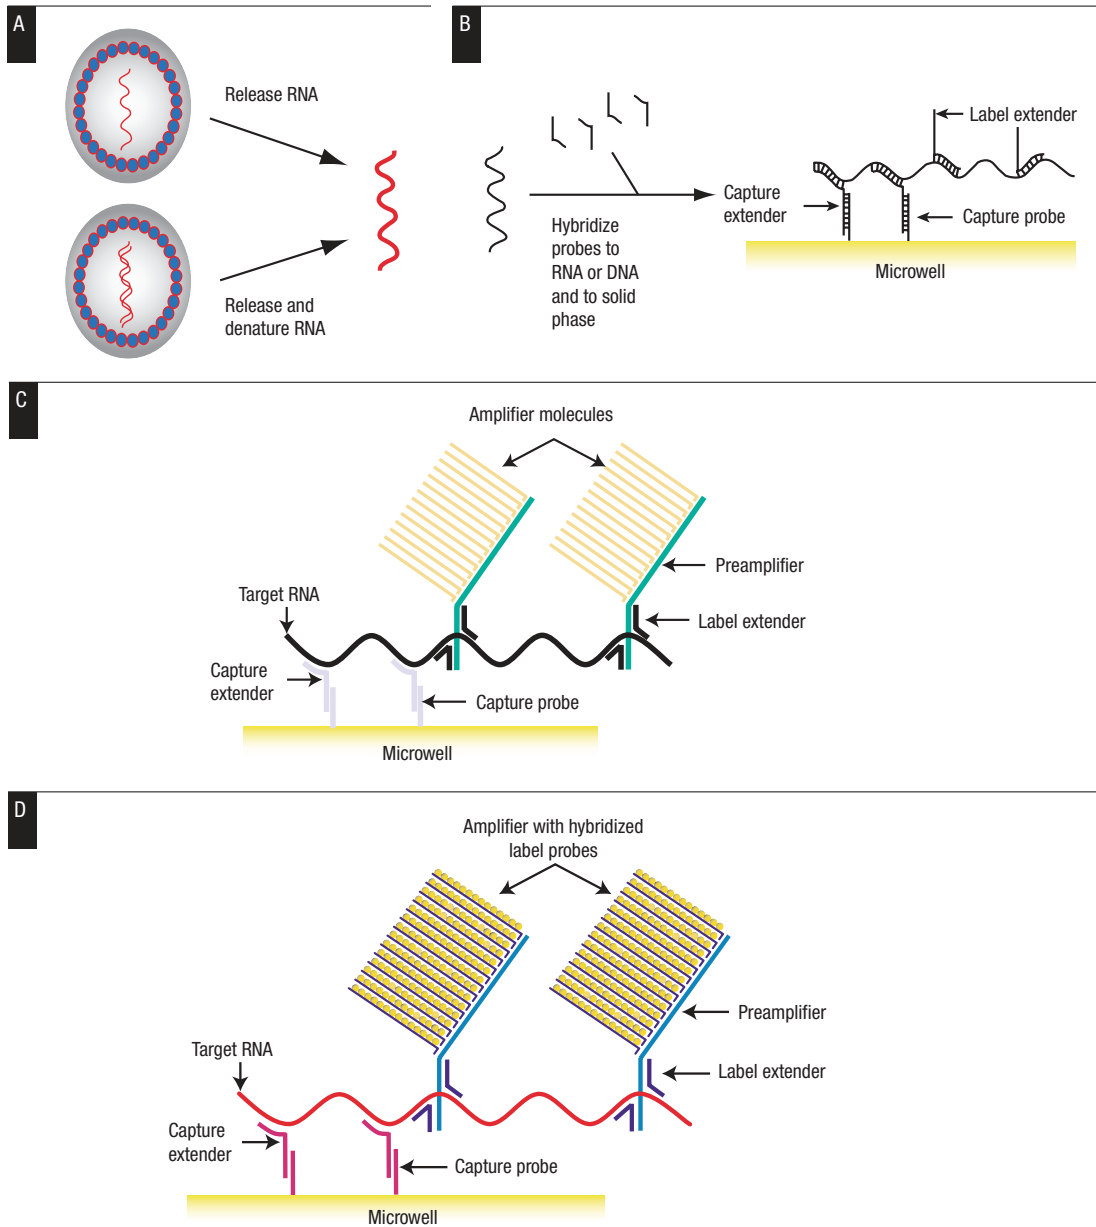 A
Release RNA
Release and
denature RNA
B
Hybridize
probes to
RNA or DNA
and to solid
phase
Label extender
Capture
extender
Capture probe
Microwell
C
Amplifier molecules
Preamplifier
Target RNA
Label extender
Capture
extender
Capture probe
Microwell
D
Amplifier with hybridized
label probes
Preamplifier
Target RNA
Label extender
Capture
extender
Capture probe
Microwell